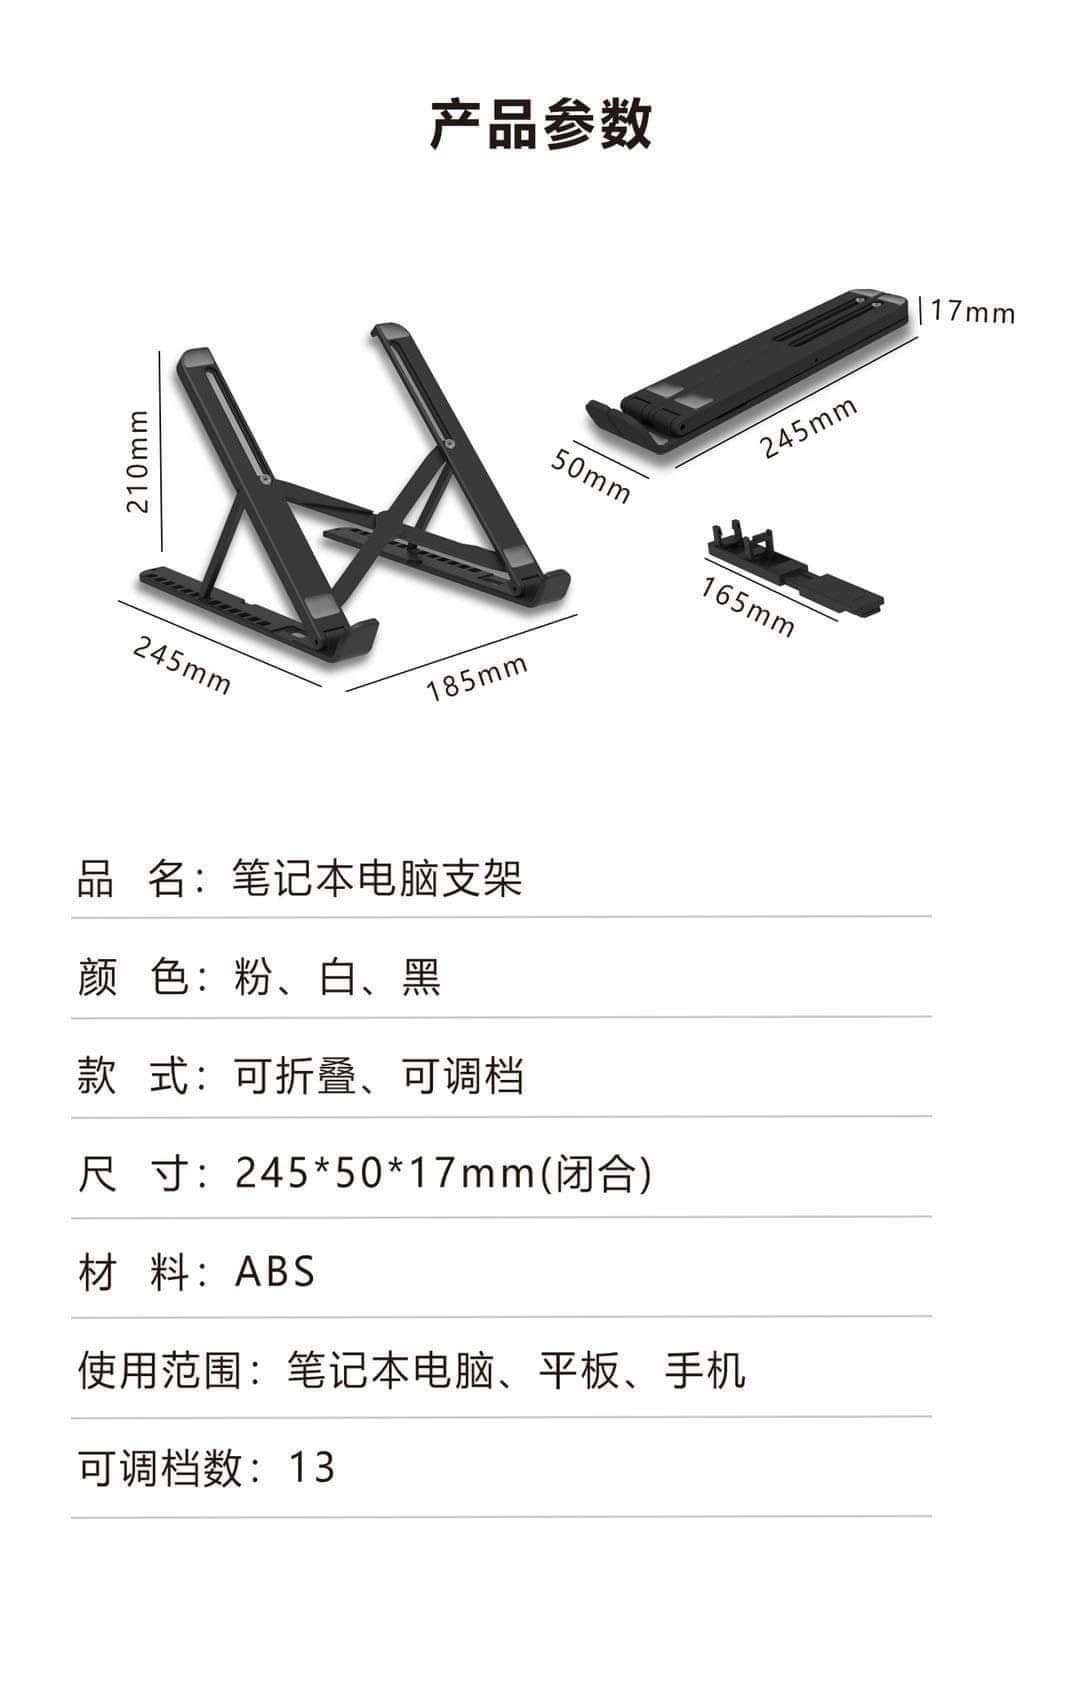 产品参数
210mm
245mm
185mm
17mm
245mm
50mm
165mm
品 名：笔记本电脑支架
颜 色：粉、白、黑
款 式：可折叠、可调档
尺 寸：245*50*17mm(闭合)
材 料：ABS
使用范围：笔记本电脑、平板、手机
可调档数：13